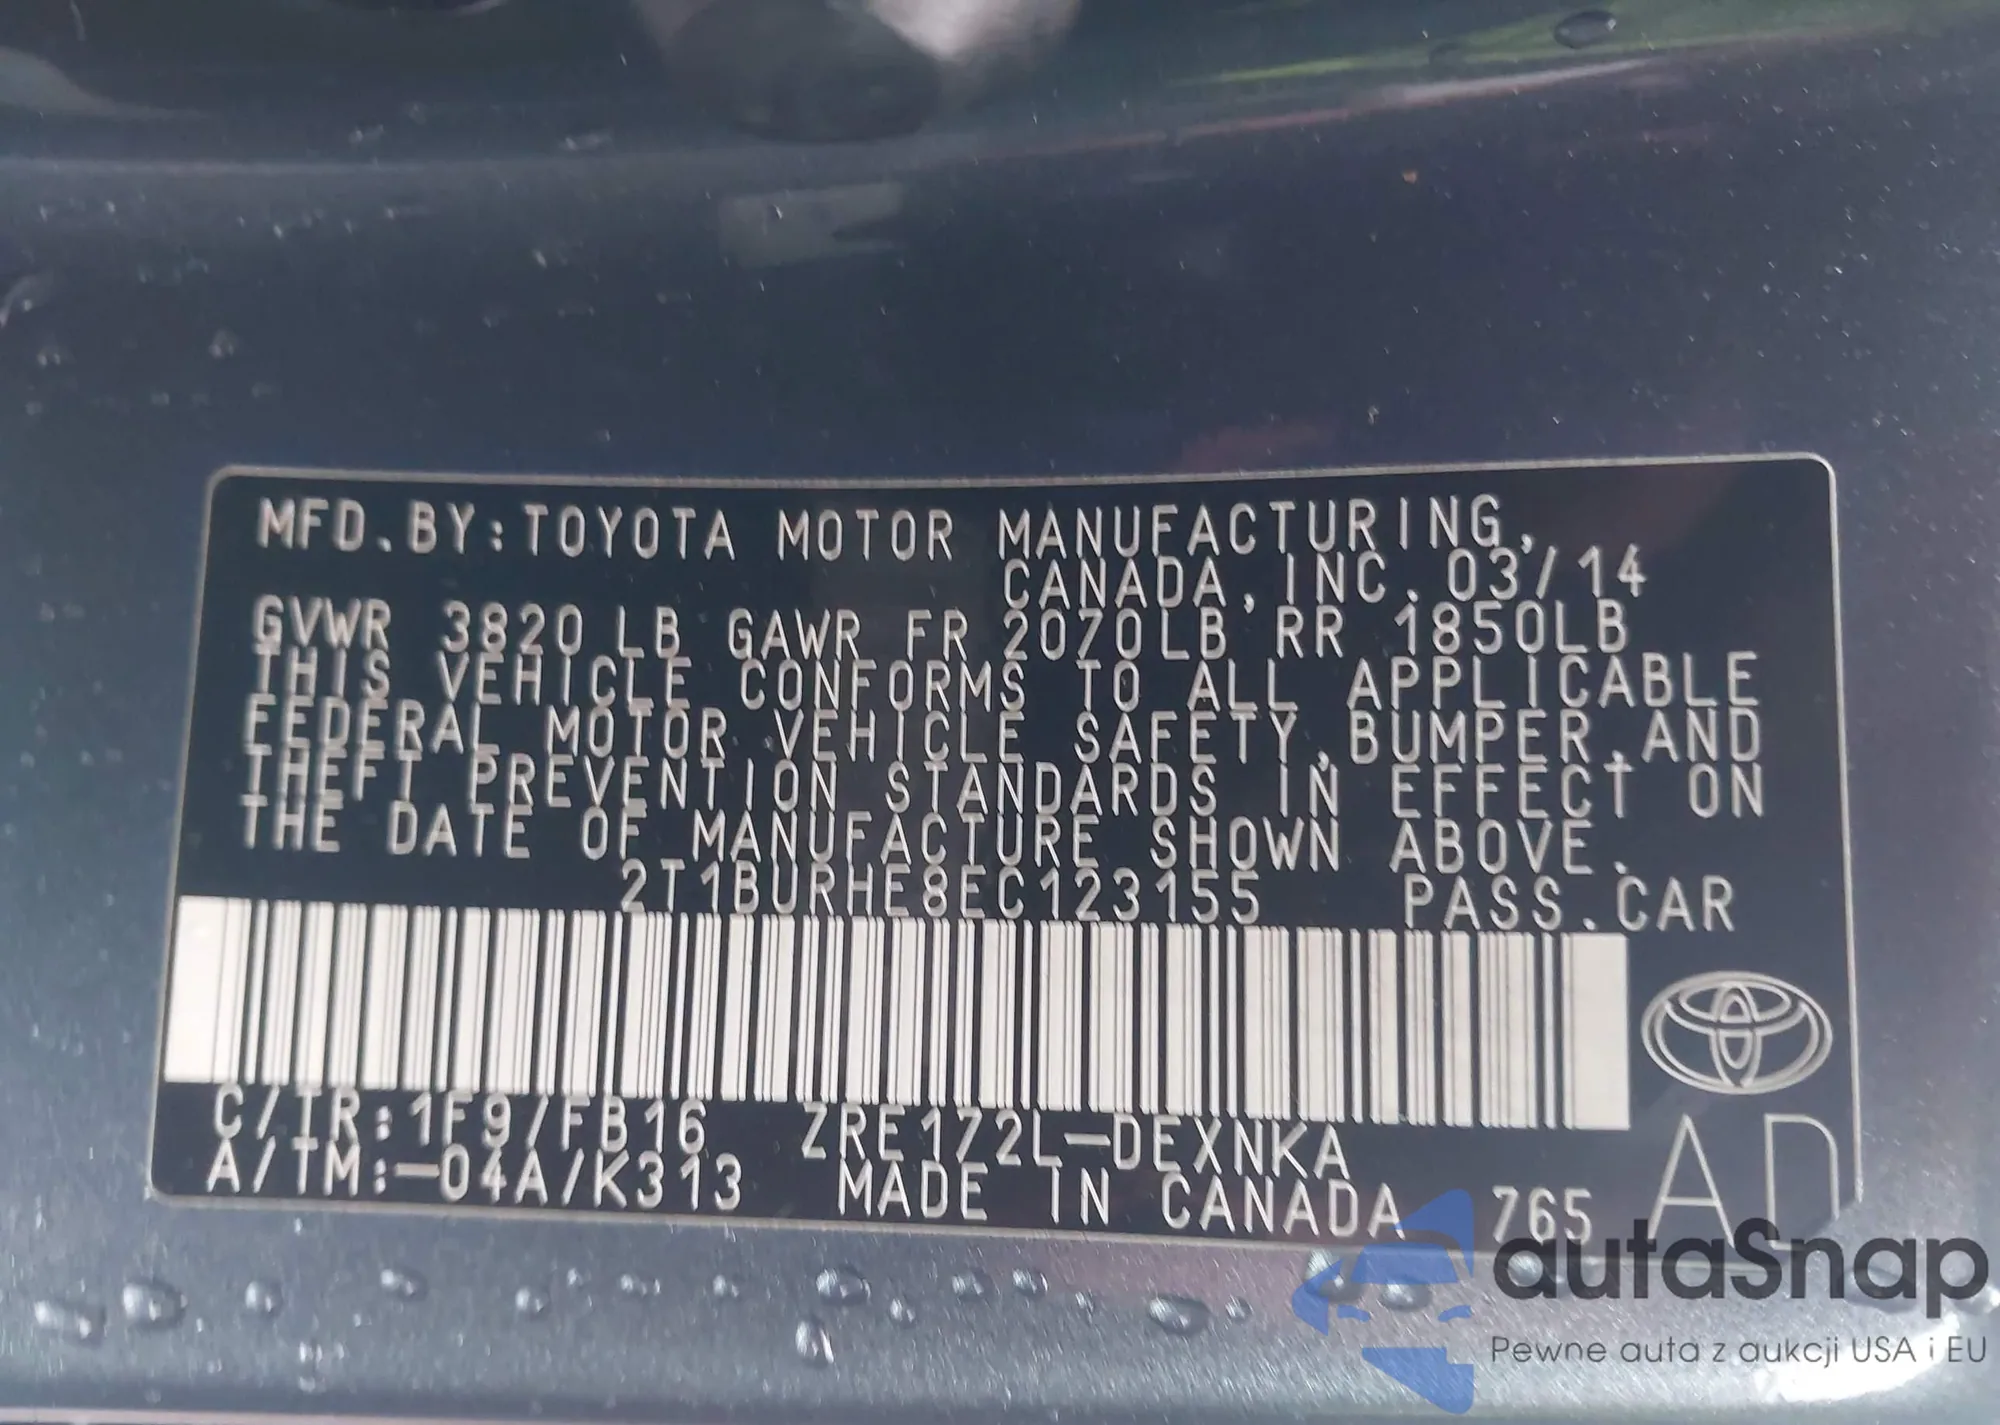 MFD.BY:TOYOTA MOTOR MANUFACTURING,
CANADA,INC. 03/14
GVWR 3820 LB GAWR FR 2070LB RR 1850LB
THIS VEHICLE CONFORMS TO ALL APPLICABLE
FEDERAL MOTOR VEHICLE SAFETY,BUMPER,AND
THEFT PREVENTION STANDARDS IN EFFECT ON
THE DATE OF MANUFACTURE SHOWN ABOVE.
2T1BURHE8EC123155 PASS.CAR
C/TR:1F9/FB16 ZRE172L-DEXNKA
A/TM:-04A/K313 MADE IN CANADA 765 AD
autaSnap
Pewne auta z aukcji USA i EU